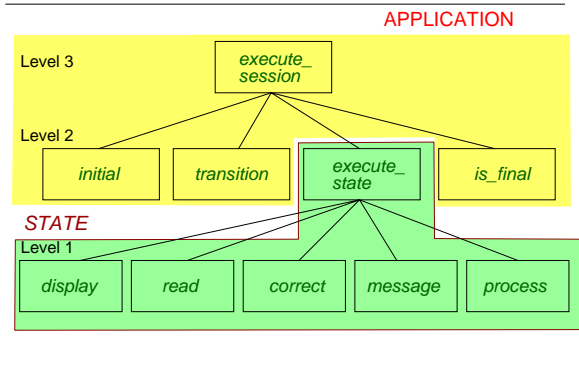 APPLICATION
Level 3
execute_
session
Level 2
initial
transition
execute_
state
is_final
STATE
Level 1
display
read
correct
message
process